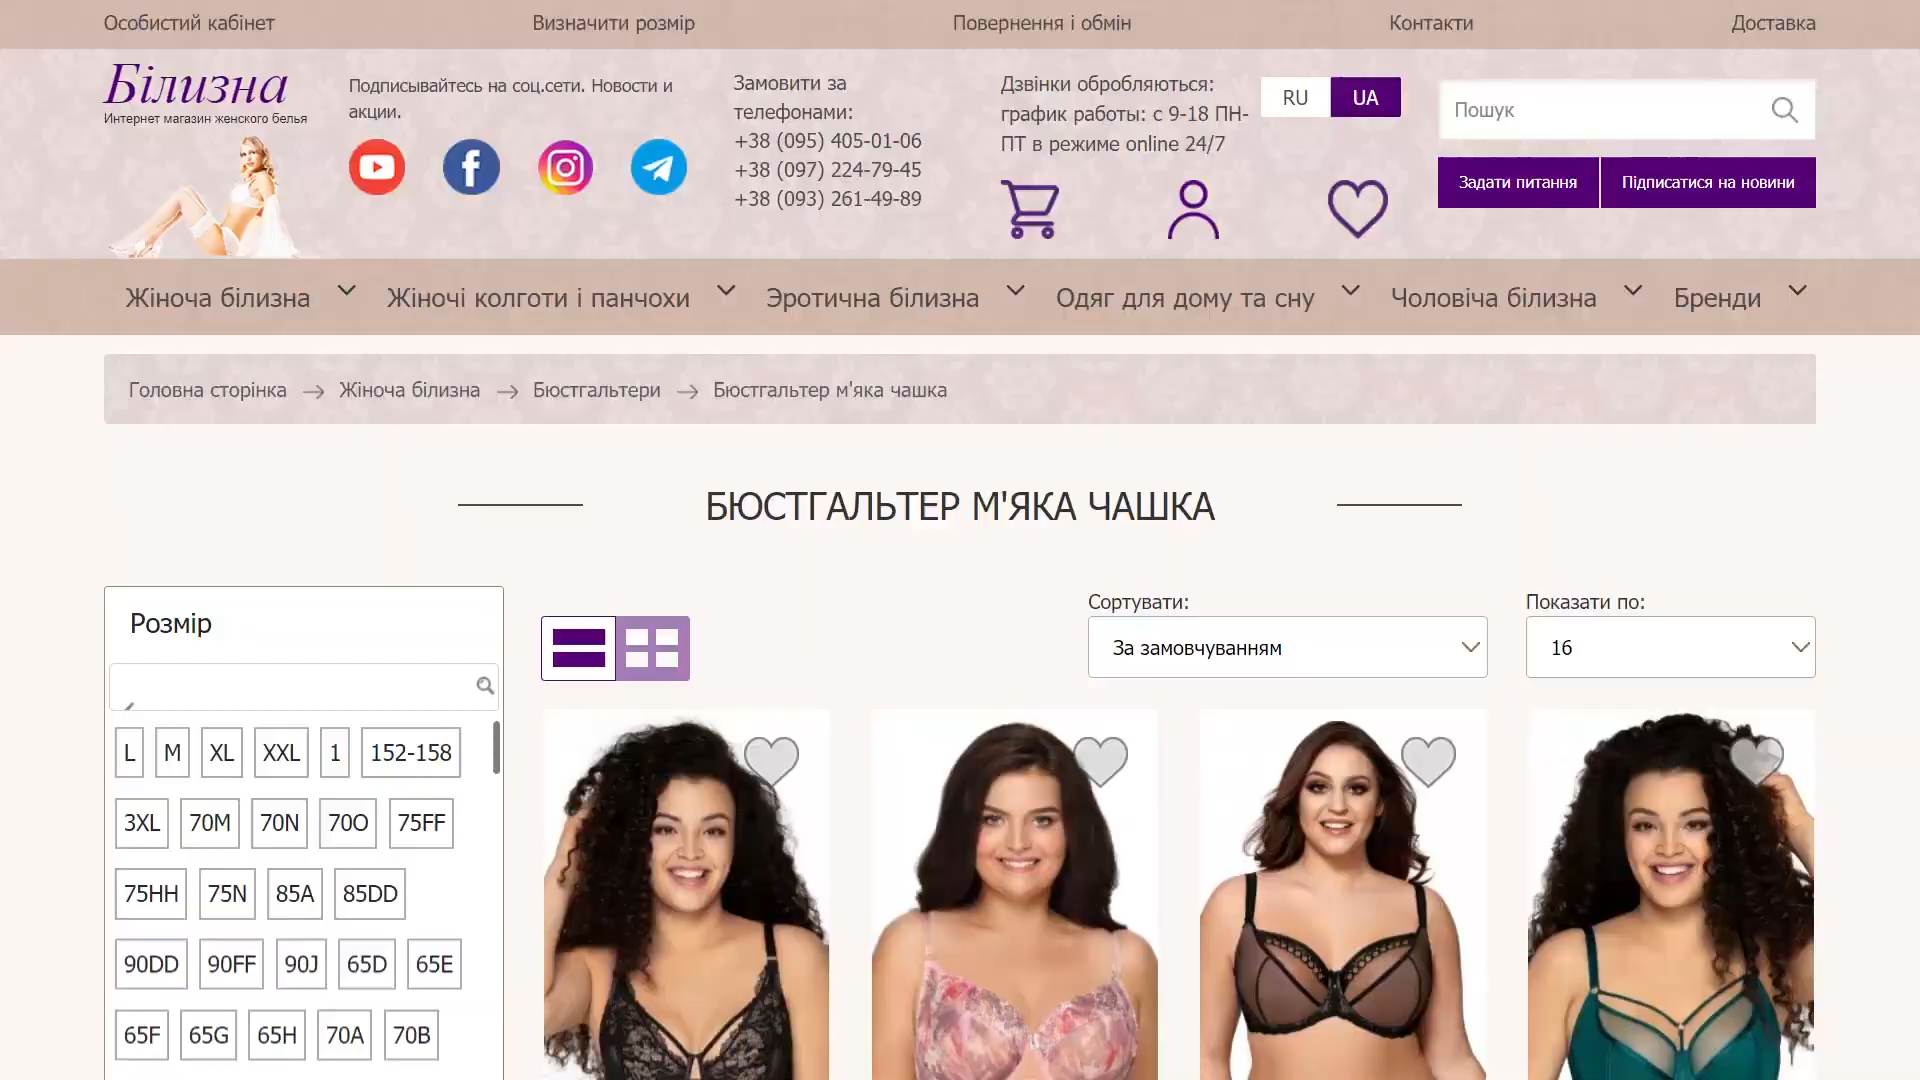 Особистий кабінет
Визначити розмір
Повернення і обмін
Контакти
Доставка
Білизна
Интернет магазин женского белья
Подписывайтесь на соц.сети. Новости и
акции.
Замовити за
телефонами:
+38 (095) 405-01-06
+38 (097) 224-79-45
+38 (093) 261-49-89
Дзвінки обробляються:
график работы: с 9-18 ПН-
ПТ в режиме online 24/7
RU
UA
Пошук
Задати питання
Підписатися на новини
Жіноча білизна
Жіночі колготи і панчохи
Эротична білизна
Одяг для дому та сну
Чоловіча білизна
Бренди
Головна сторінка
Жіноча білизна
Бюстгальтери
Бюстгальтер м'яка чашка
БЮСТГАЛЬТЕР М'ЯКА ЧАШКА
Розмір
L M XL XXL 1 152-158
3XL 70M 70N 70O 75FF
75HH 75N 85A 85DD
90DD 90FF 90J 65D 65E
65F 65G 65H 70A 70B
Сортувати:
За замовчуванням
Показати по:
16